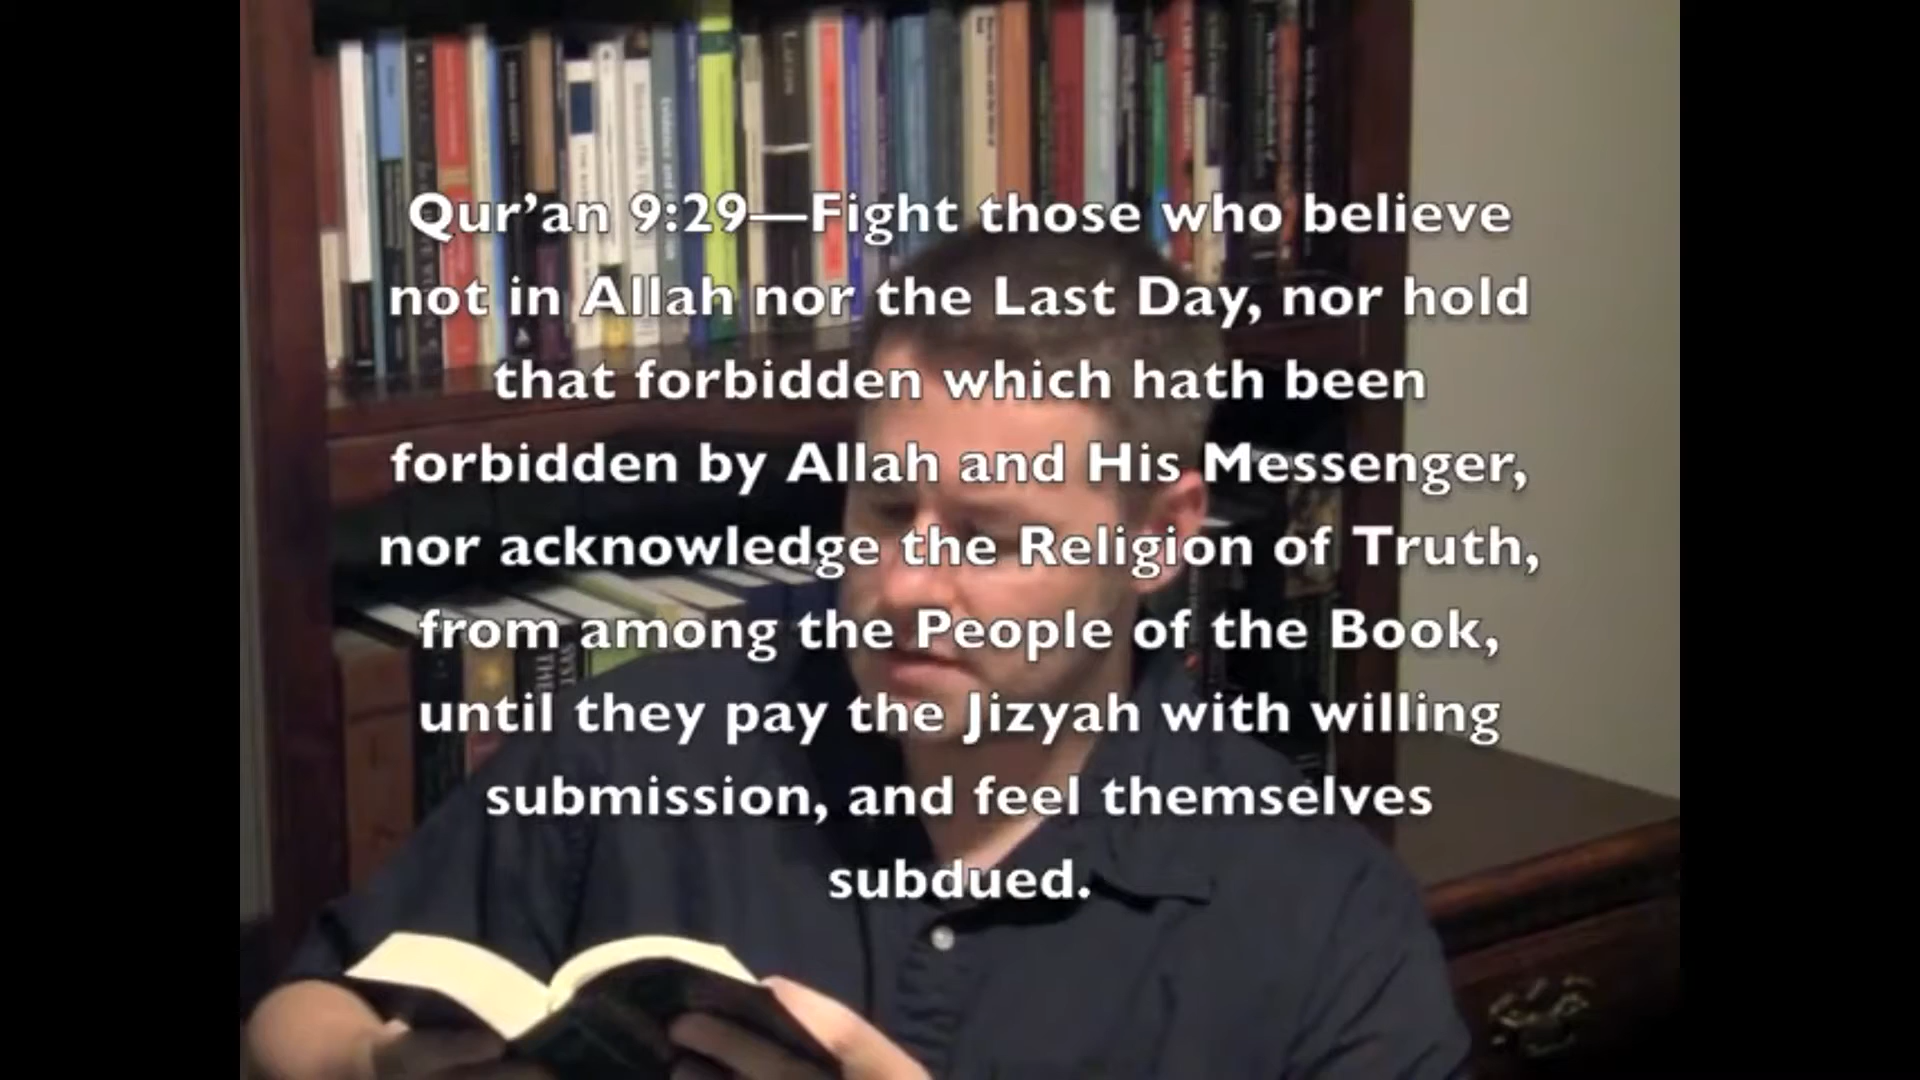 Qur’an 9:29—Fight those who believe
not in Allah nor the Last Day, nor hold
that forbidden which hath been
forbidden by Allah and His Messenger,
nor acknowledge the Religion of Truth,
from among the People of the Book,
until they pay the Jizyah with willing
submission, and feel themselves
subdued.